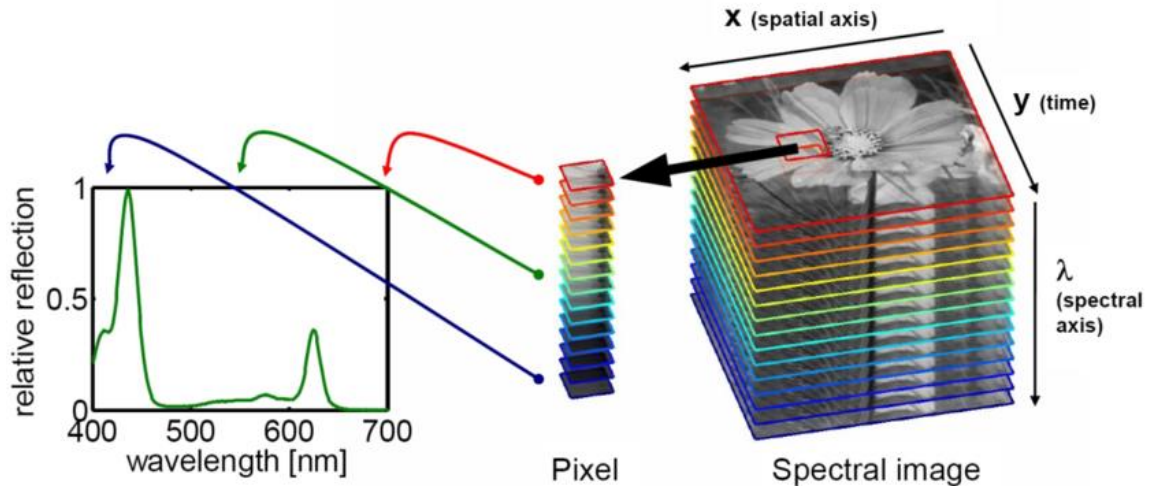 x (spatial axis)
y (time)
λ
(spectral
axis)
relative reflection
1
0.5
0
400 500 600 700
wavelength [nm]
Pixel
Spectral image